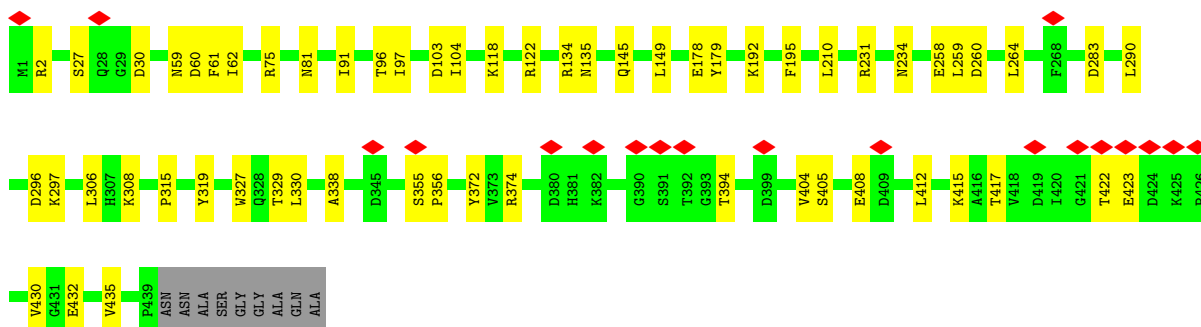 M1 R2 S27 Q28 G29 D30 N59 D60 F61 I62 R75 N81 I91 T96 I97 D103 I104 K118 R122 R134 N135 Q145 L149 E178 Y179 K192 F195 L210 R231 N234 E258 L259 D260 L264 F268 D283 L290
D296 K297 L306 H307 K308 P315 Y319 W327 Q328 T329 L330 A338 D345 S355 P356 Y372 V373 R374 D380 H381 K382 G390 S391 T392 G393 T394 D399 V404 S405 E408 D409 L412 K415 A416 T417 V418 D419 I420 G421 T422 E423 D424 K425
V430 G431 E432 V435 P439 ASN ASN ALA SER GLY GLY ALA GLN ALA